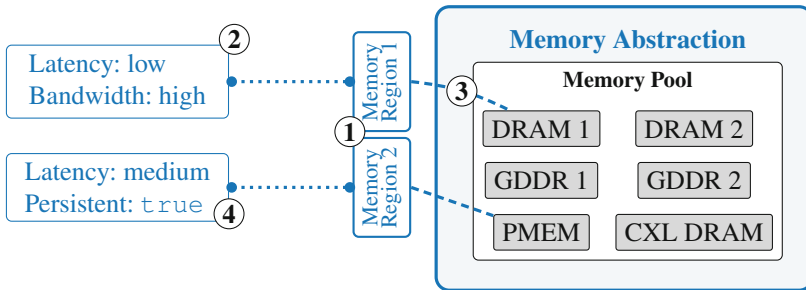 2
Latency: low
Bandwidth: high
Latency: medium
Persistent: true
4
Memory
Region 1
1
Memory
Region 2
3
Memory Abstraction
Memory Pool
DRAM 1
DRAM 2
GDDR 1
GDDR 2
PMEM
CXL DRAM